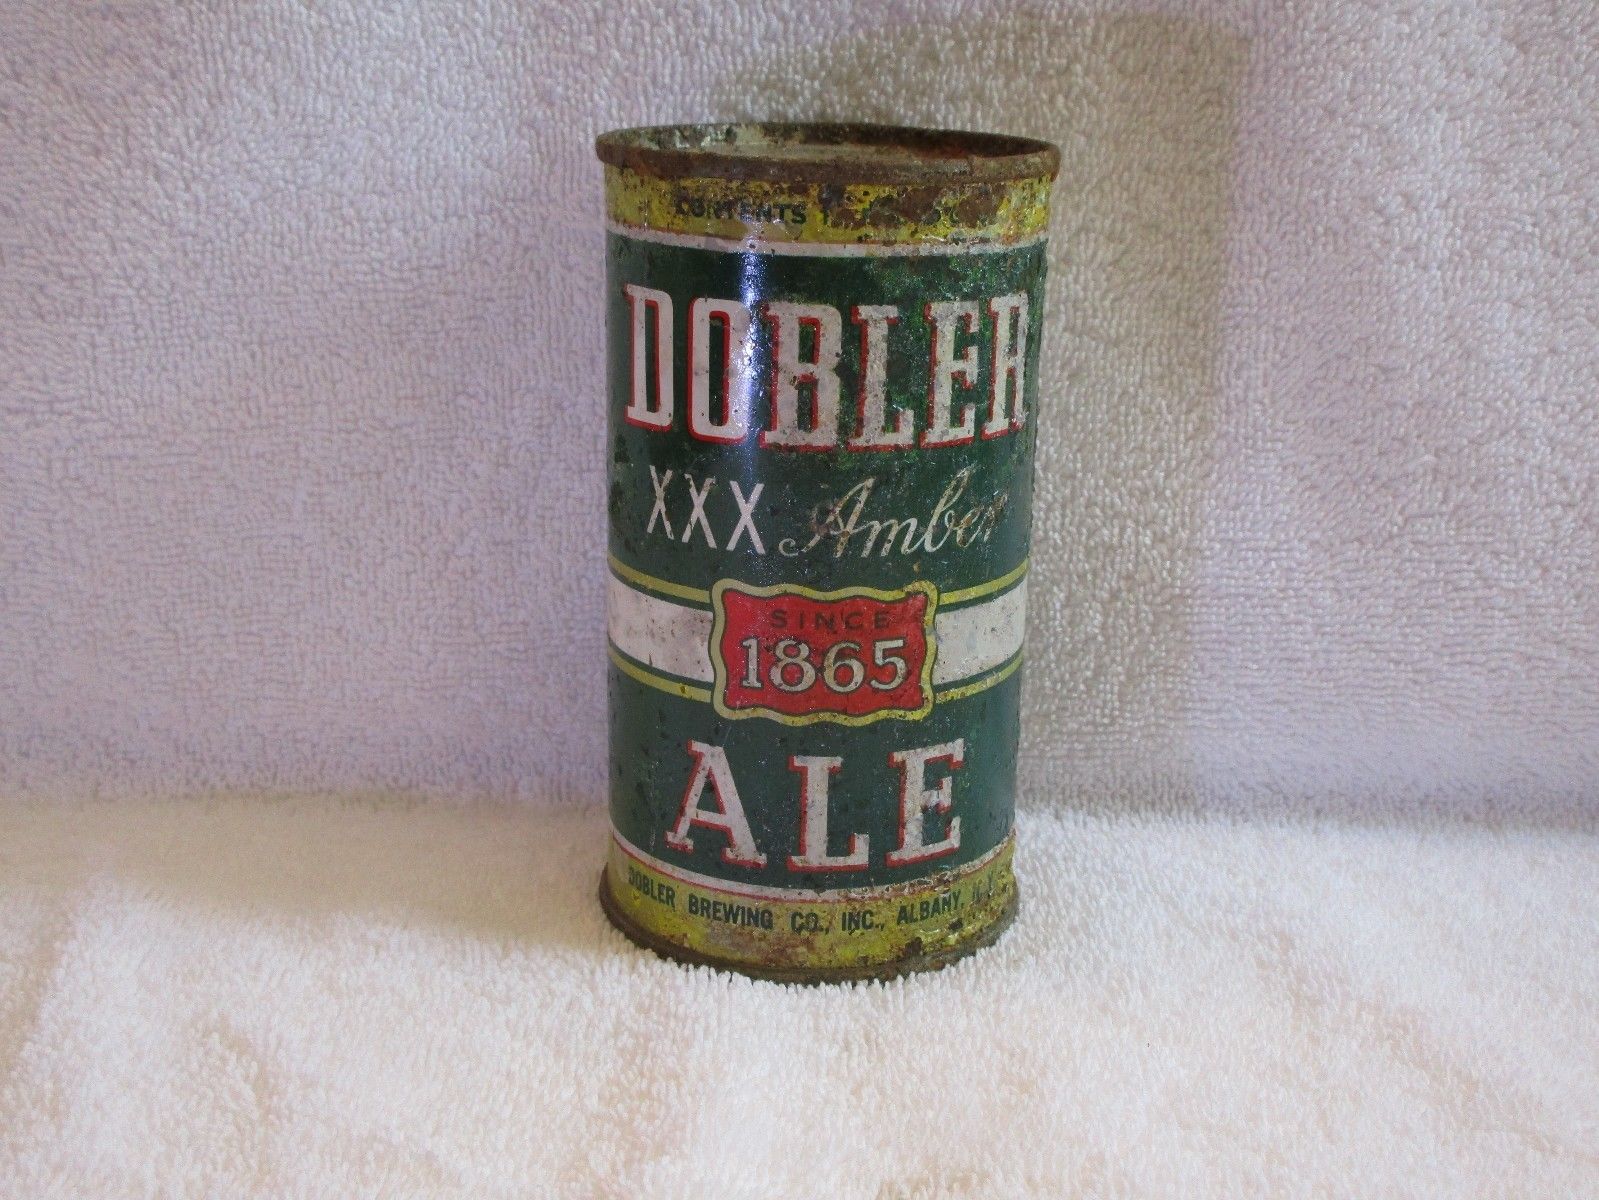 CONTENTS
DOBLER
XXX Amber
SINCE
1865
ALE
DOBLER BREWING CO., INC., ALBANY, N.Y.